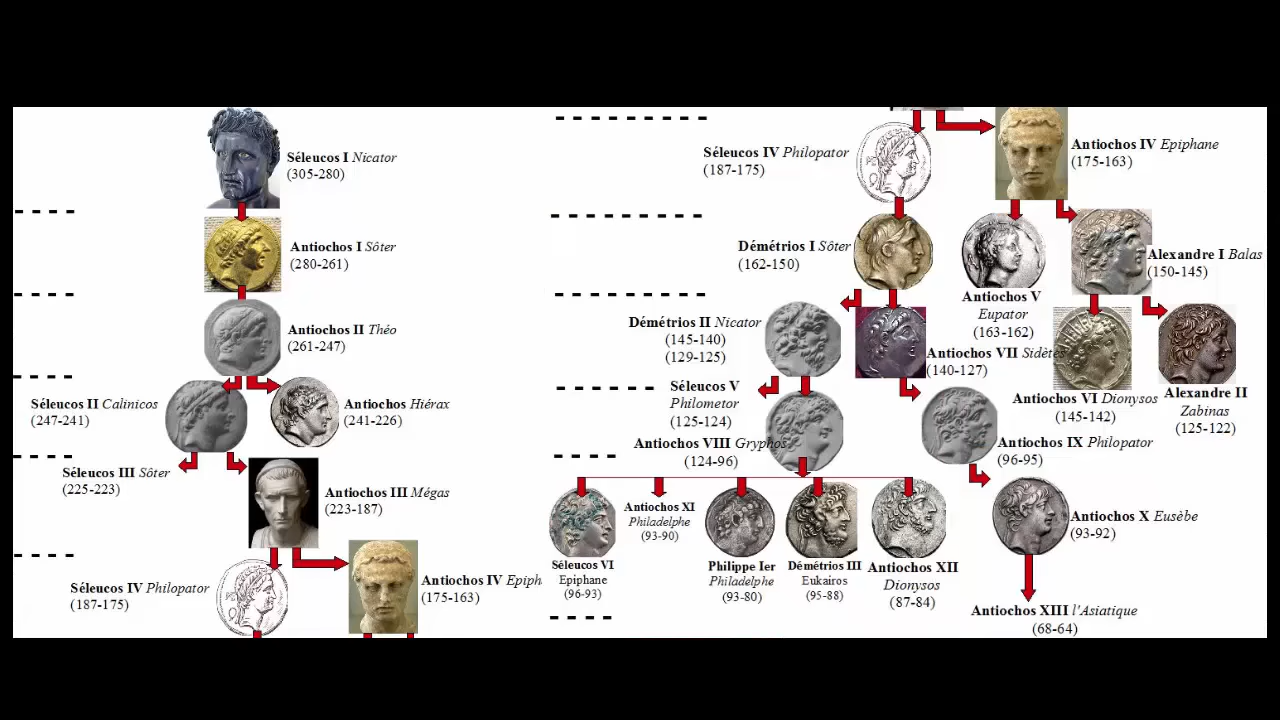 Séleucos I Nicator
(305-280)
Antiochos I Sôter
(280-261)
Antiochos II Théo
(261-247)
Séleucos II Calinicos
(247-241)
Antiochos Hiérax
(241-226)
Séleucos III Sôter
(225-223)
Antiochos III Mégas
(223-187)
Séleucos IV Philopator
(187-175)
Antiochos IV Epiph
(175-163)
Séleucos IV Philopator
(187-175)
Antiochos IV Epiphane
(175-163)
Démétrios I Sôter
(162-150)
Antiochos V
Eupator
(163-162)
Alexandre I Balas
(150-145)
Démétrios II Nicator
(145-140)
(129-125)
Antiochos VII Sidètes
(140-127)
Antiochos VI Dionysos
(145-142)
Alexandre II
Zabinas
(125-122)
Séleucos V
Philometor
(125-124)
Antiochos VIII Gryphos
(124-96)
Antiochos IX Philopator
(96-95)
Séleucos VI
Epiphane
(96-93)
Antiochos XI
Philadelphe
(93-90)
Philippe Ier
Philadelphe
(93-80)
Démétrios III
Eukairos
(95-88)
Antiochos XII
Dionysos
(87-84)
Antiochos X Eusèbe
(93-92)
Antiochos XIII l'Asiatique
(68-64)